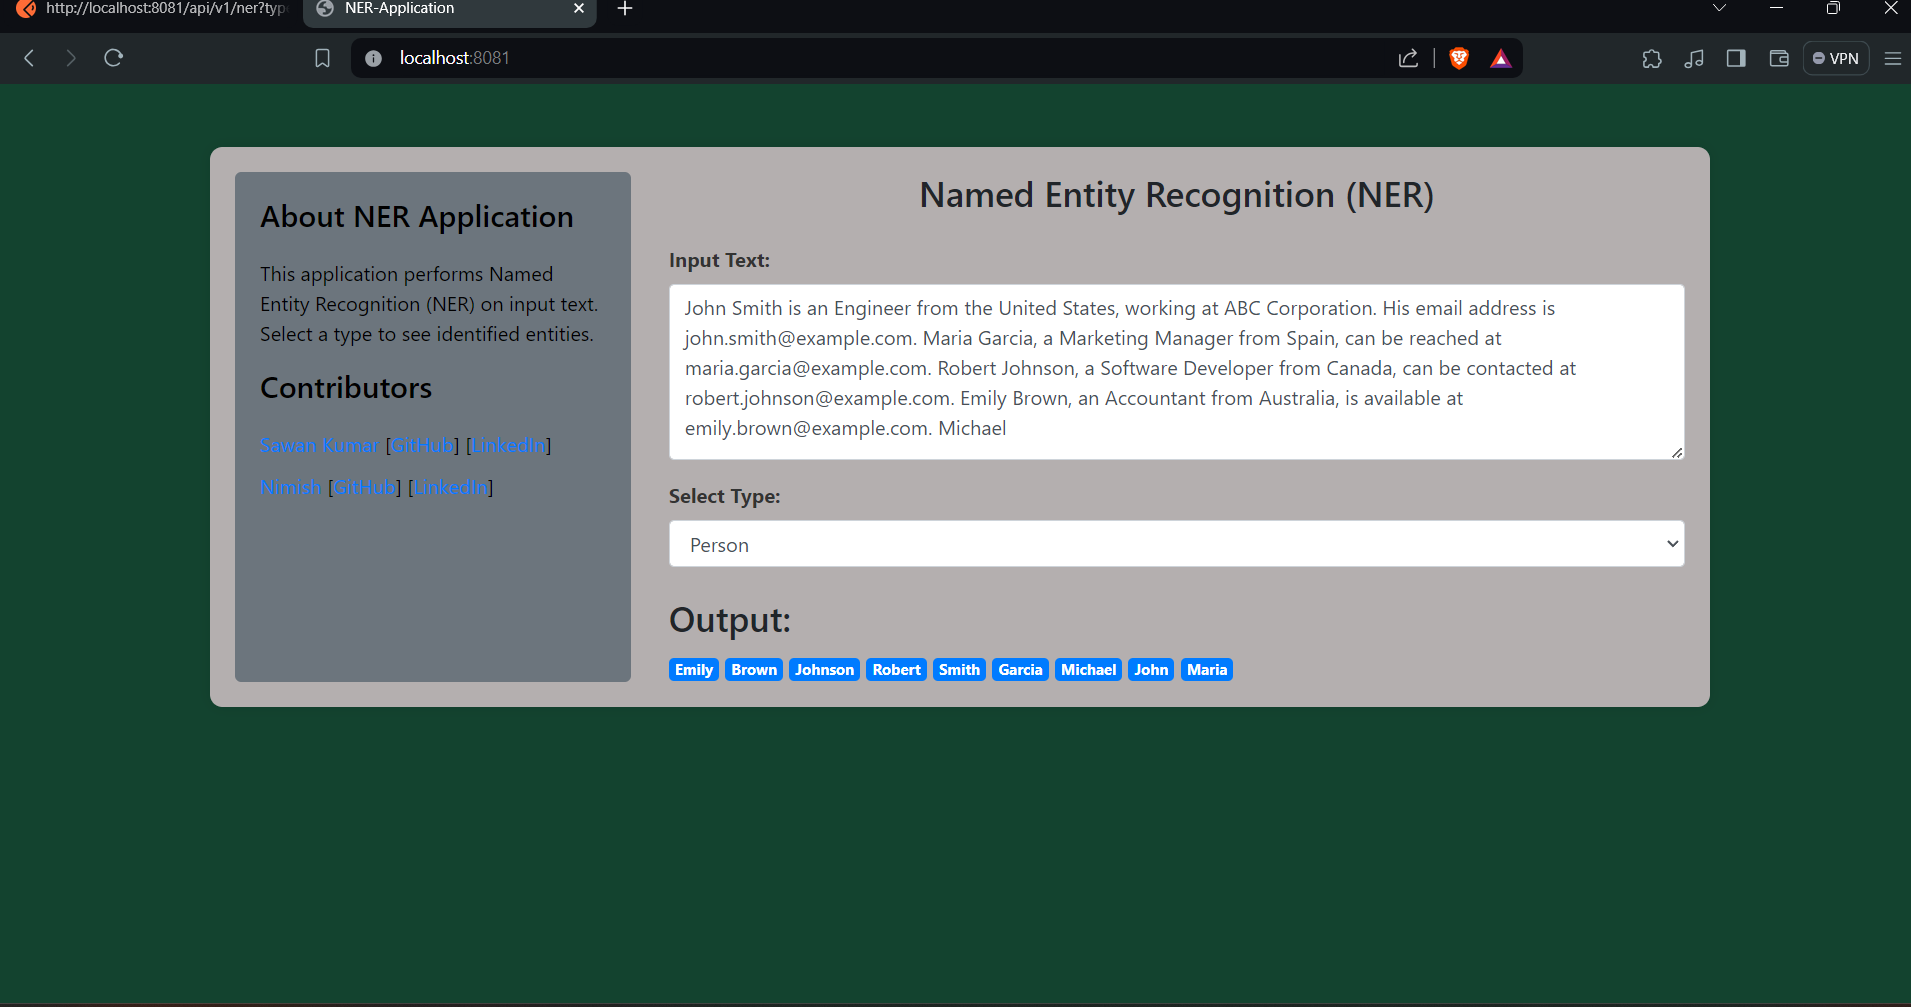 http://localhost:8081/api/v1/ner?typ
NER-Application
localhost:8081
VPN
About NER Application
This application performs Named
Entity Recognition (NER) on input text.
Select a type to see identified entities.
Contributors
Sawan Kumar [GitHub] [LinkedIn]
Nimish [GitHub] [LinkedIn]
Named Entity Recognition (NER)
Input Text:
John Smith is an Engineer from the United States, working at ABC Corporation. His email address is
john.smith@example.com. Maria Garcia, a Marketing Manager from Spain, can be reached at
maria.garcia@example.com. Robert Johnson, a Software Developer from Canada, can be contacted at
robert.johnson@example.com. Emily Brown, an Accountant from Australia, is available at
emily.brown@example.com. Michael
Select Type:
Person
Output:
Emily Brown Johnson Robert Smith Garcia Michael John Maria